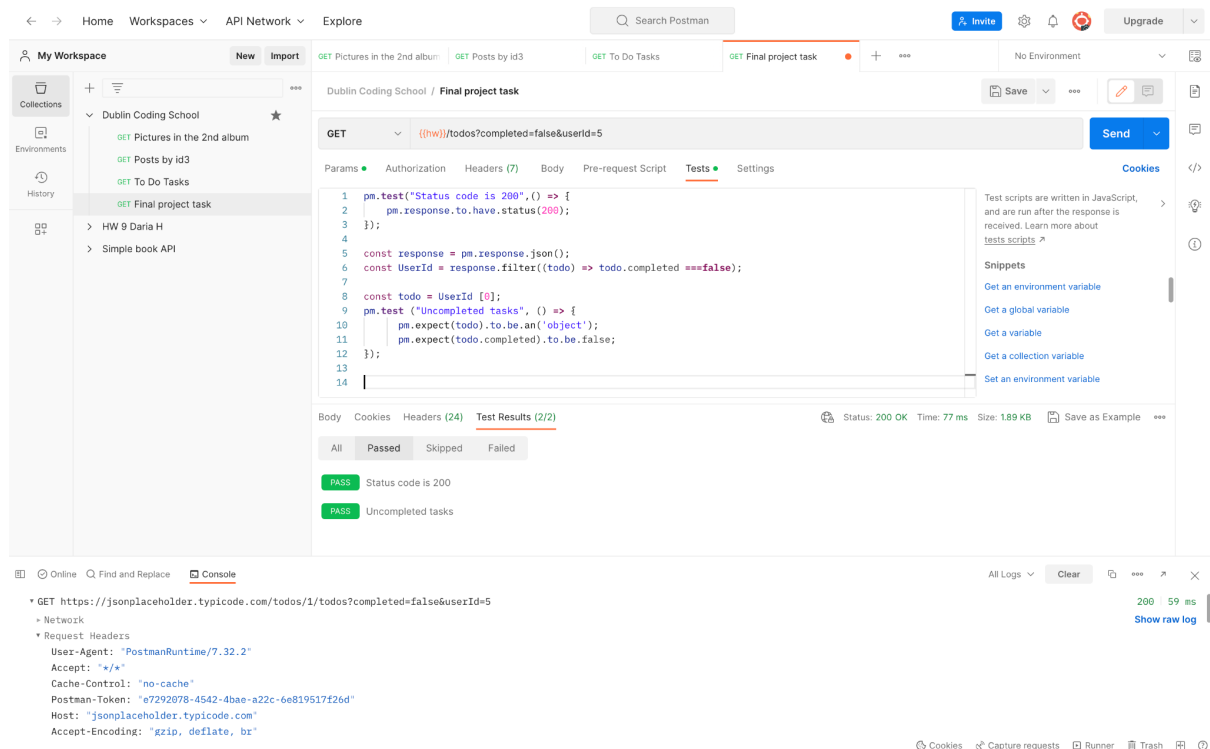 Home Workspaces API Network Explore Search Postman Invite Upgrade
My Workspace New Import GET Pictures in the 2nd album GET Posts by id3 GET To Do Tasks GET Final project task No Environment
Collections
Environments
History
Dublin Coding School
GET Pictures in the 2nd album
GET Posts by id3
GET To Do Tasks
GET Final project task
HW 9 Daria H
Simple book API
Dublin Coding School / Final project task Save
GET {{hw}}/todos?completed=false&userId=5 Send
Params Authorization Headers (7) Body Pre-request Script Tests Settings Cookies
1 pm.test("Status code is 200",() => {
2 pm.response.to.have.status(200);
3 });
4
5 const response = pm.response.json();
6 const UserId = response.filter((todo) => todo.completed ===false);
7
8 const todo = UserId [0];
9 pm.test ("Uncompleted tasks", () => {
10 pm.expect(todo).to.be.an('object');
11 pm.expect(todo.completed).to.be.false;
12 });
13
14
Test scripts are written in JavaScript,
and are run after the response is
received. Learn more about
tests scripts
Snippets
Get an environment variable
Get a global variable
Get a variable
Get a collection variable
Set an environment variable
Body Cookies Headers (24) Test Results (2/2) Status: 200 OK Time: 77 ms Size: 1.89 KB Save as Example
All Passed Skipped Failed
PASS Status code is 200
PASS Uncompleted tasks
Online Find and Replace Console All Logs Clear
GET https://jsonplaceholder.typicode.com/todos/1/todos?completed=false&userId=5 200 59 ms
Network Show raw log
Request Headers
User-Agent: "PostmanRuntime/7.32.2"
Accept: "*/*"
Cache-Control: "no-cache"
Postman-Token: "e7292078-4542-4bae-a22c-6e819517f26d"
Host: "jsonplaceholder.typicode.com"
Accept-Encoding: "gzip, deflate, br"
Cookies Capture requests Runner Trash